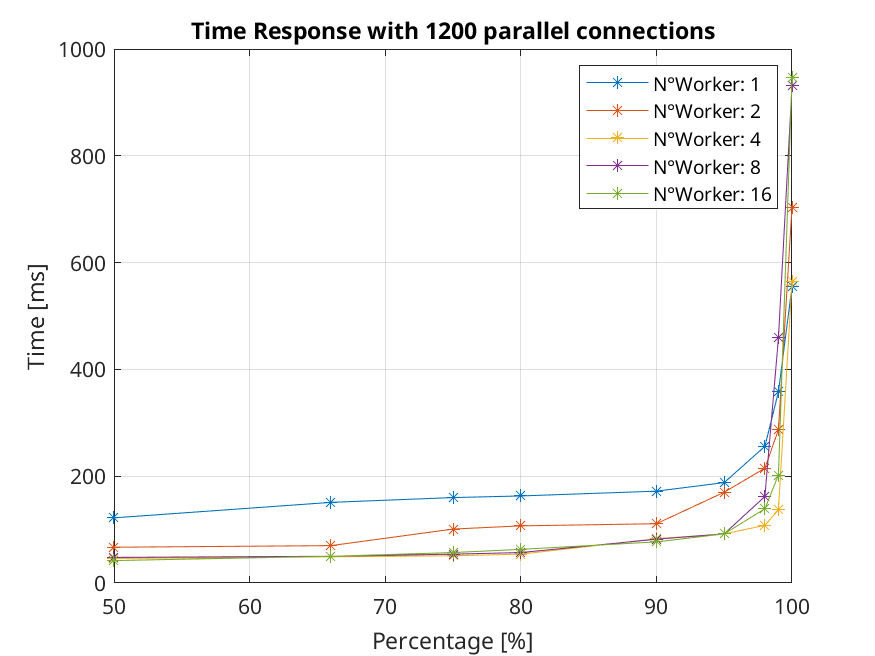 Time Response with 1200 parallel connections
1000
800
600
400
200
0
Time [ms]
N°Worker: 1
N°Worker: 2
N°Worker: 4
N°Worker: 8
N°Worker: 16
50 60 70 80 90 100
Percentage [%]